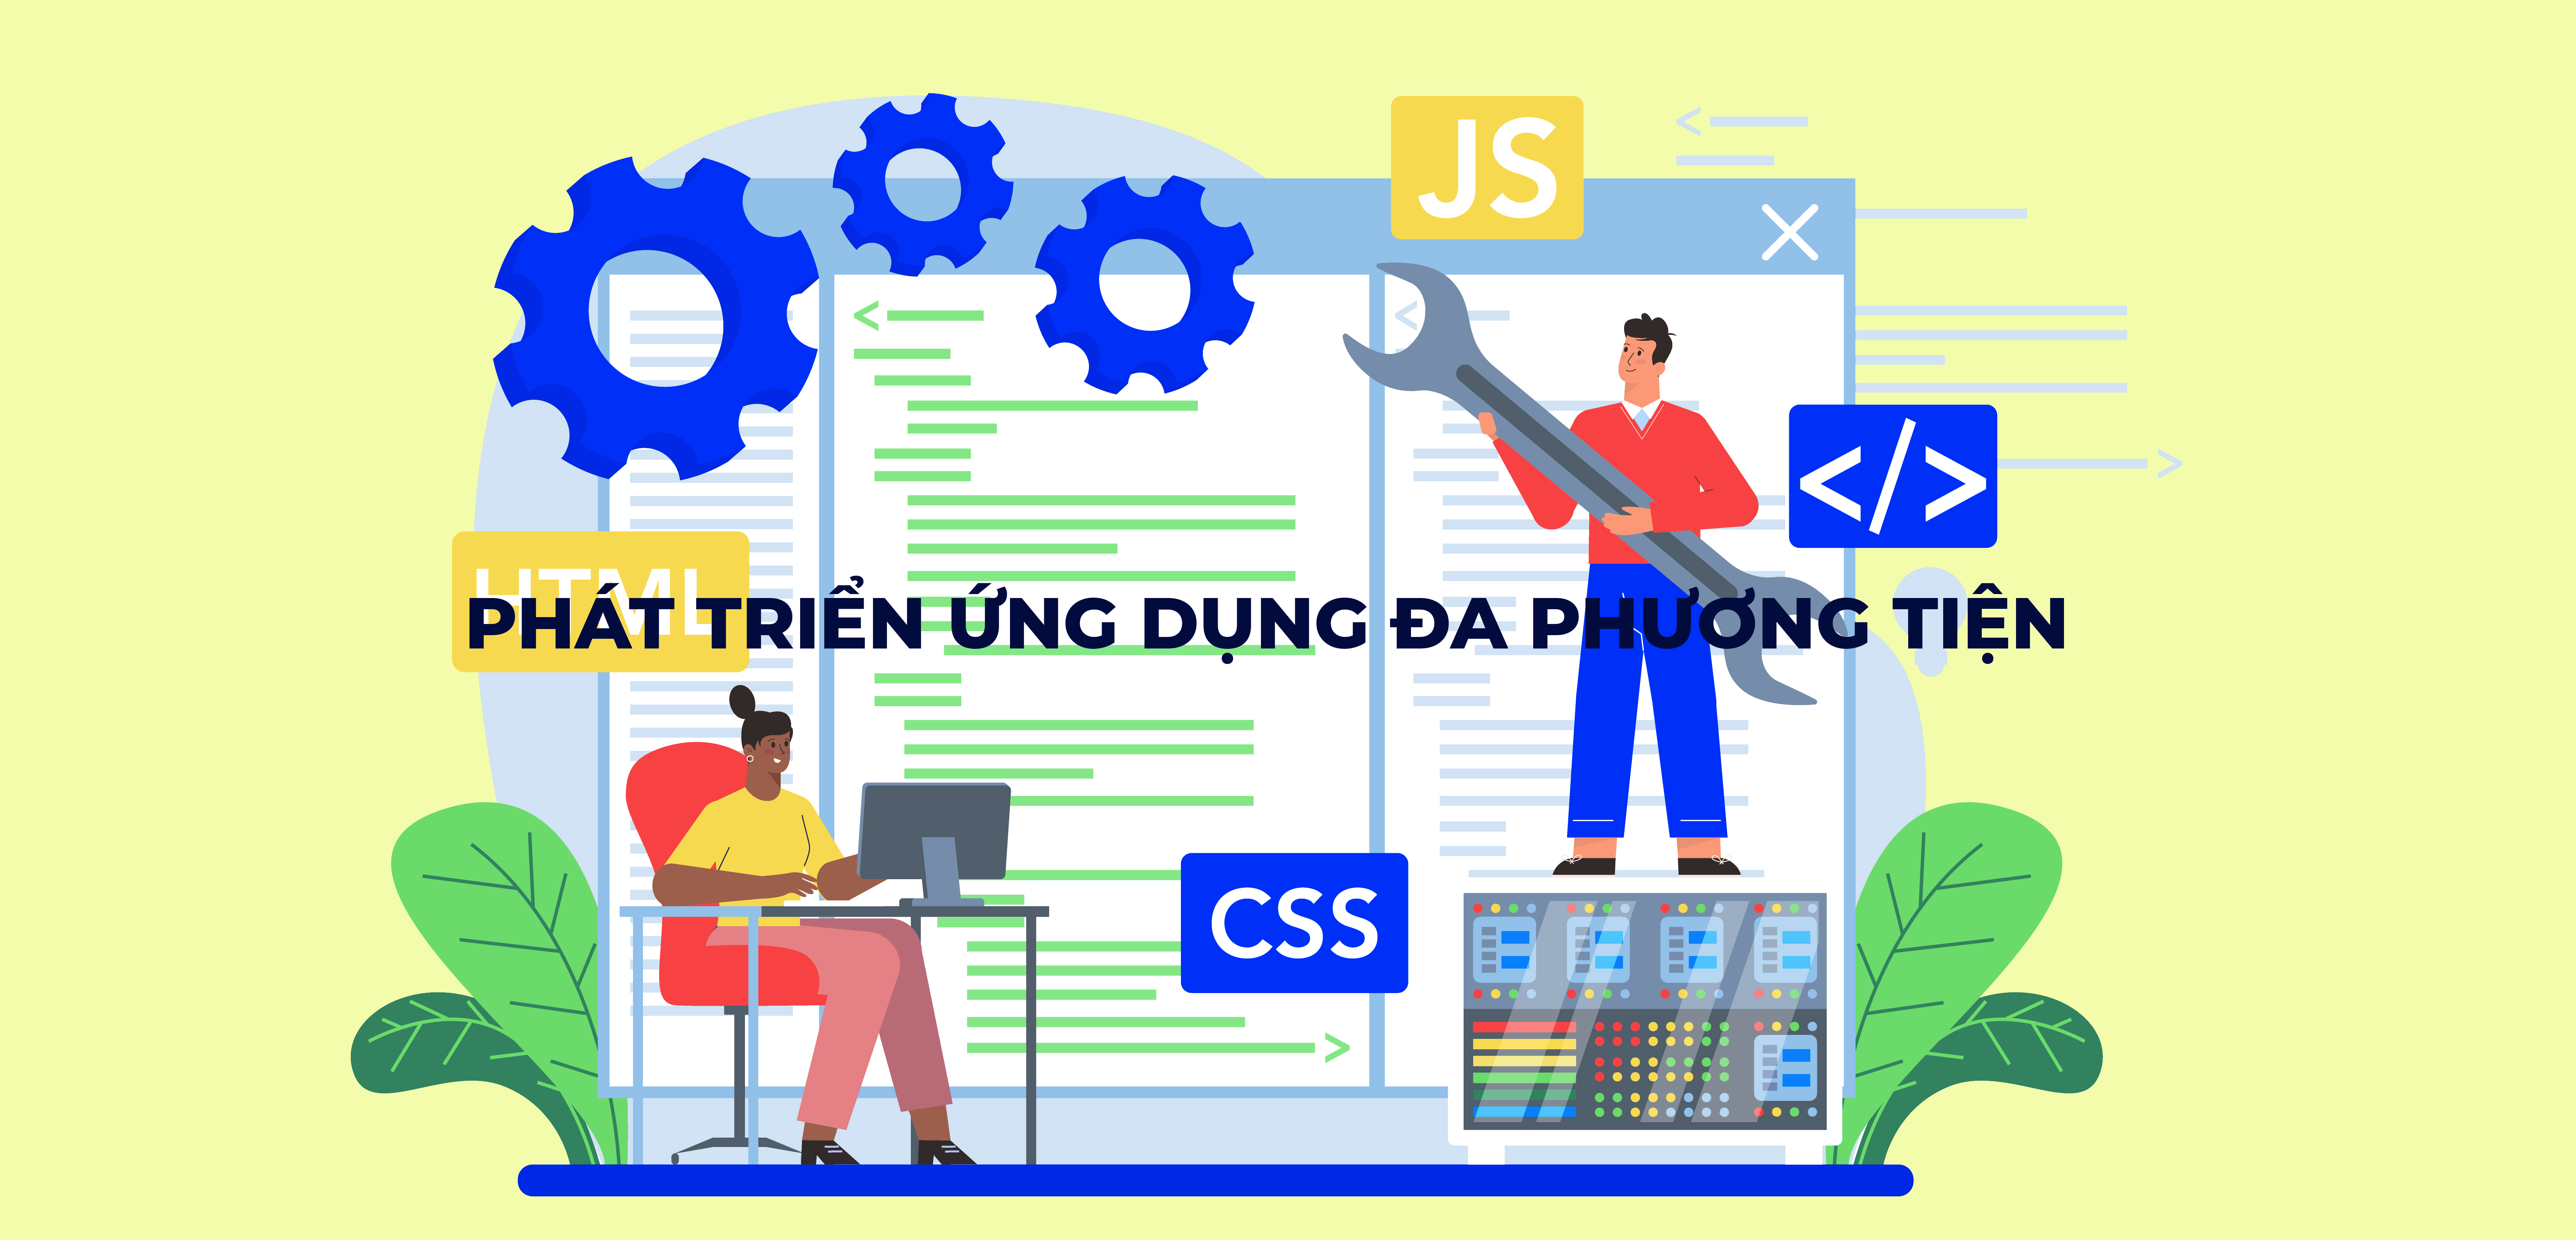 JS
</>
HTML
PHÁT TRIỂN ỨNG DỤNG ĐA PHƯƠNG TIỆN
CSS